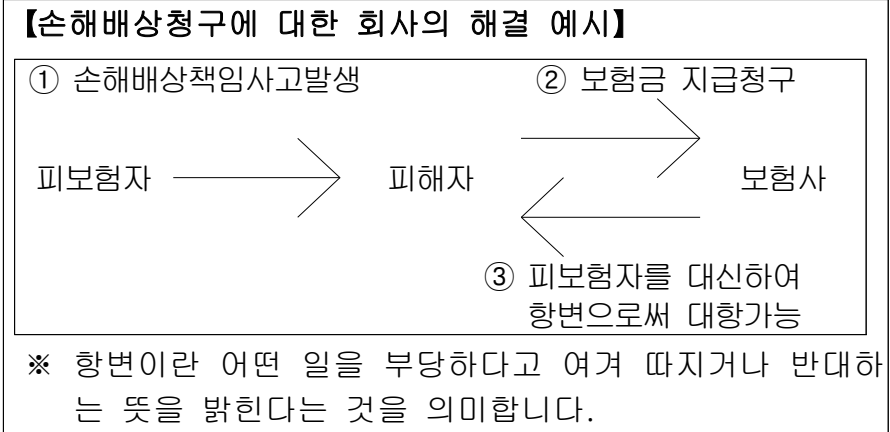 【손해배상청구에 대한 회사의 해결 예시】
① 손해배상책임사고발생
② 보험금 지급청구
피보험자
피해자
보험사
③ 피보험자를 대신하여
항변으로써 대항가능
※ 항변이란 어떤 일을 부당하다고 여겨 따지거나 반대하
는 뜻을 밝힌다는 것을 의미합니다.